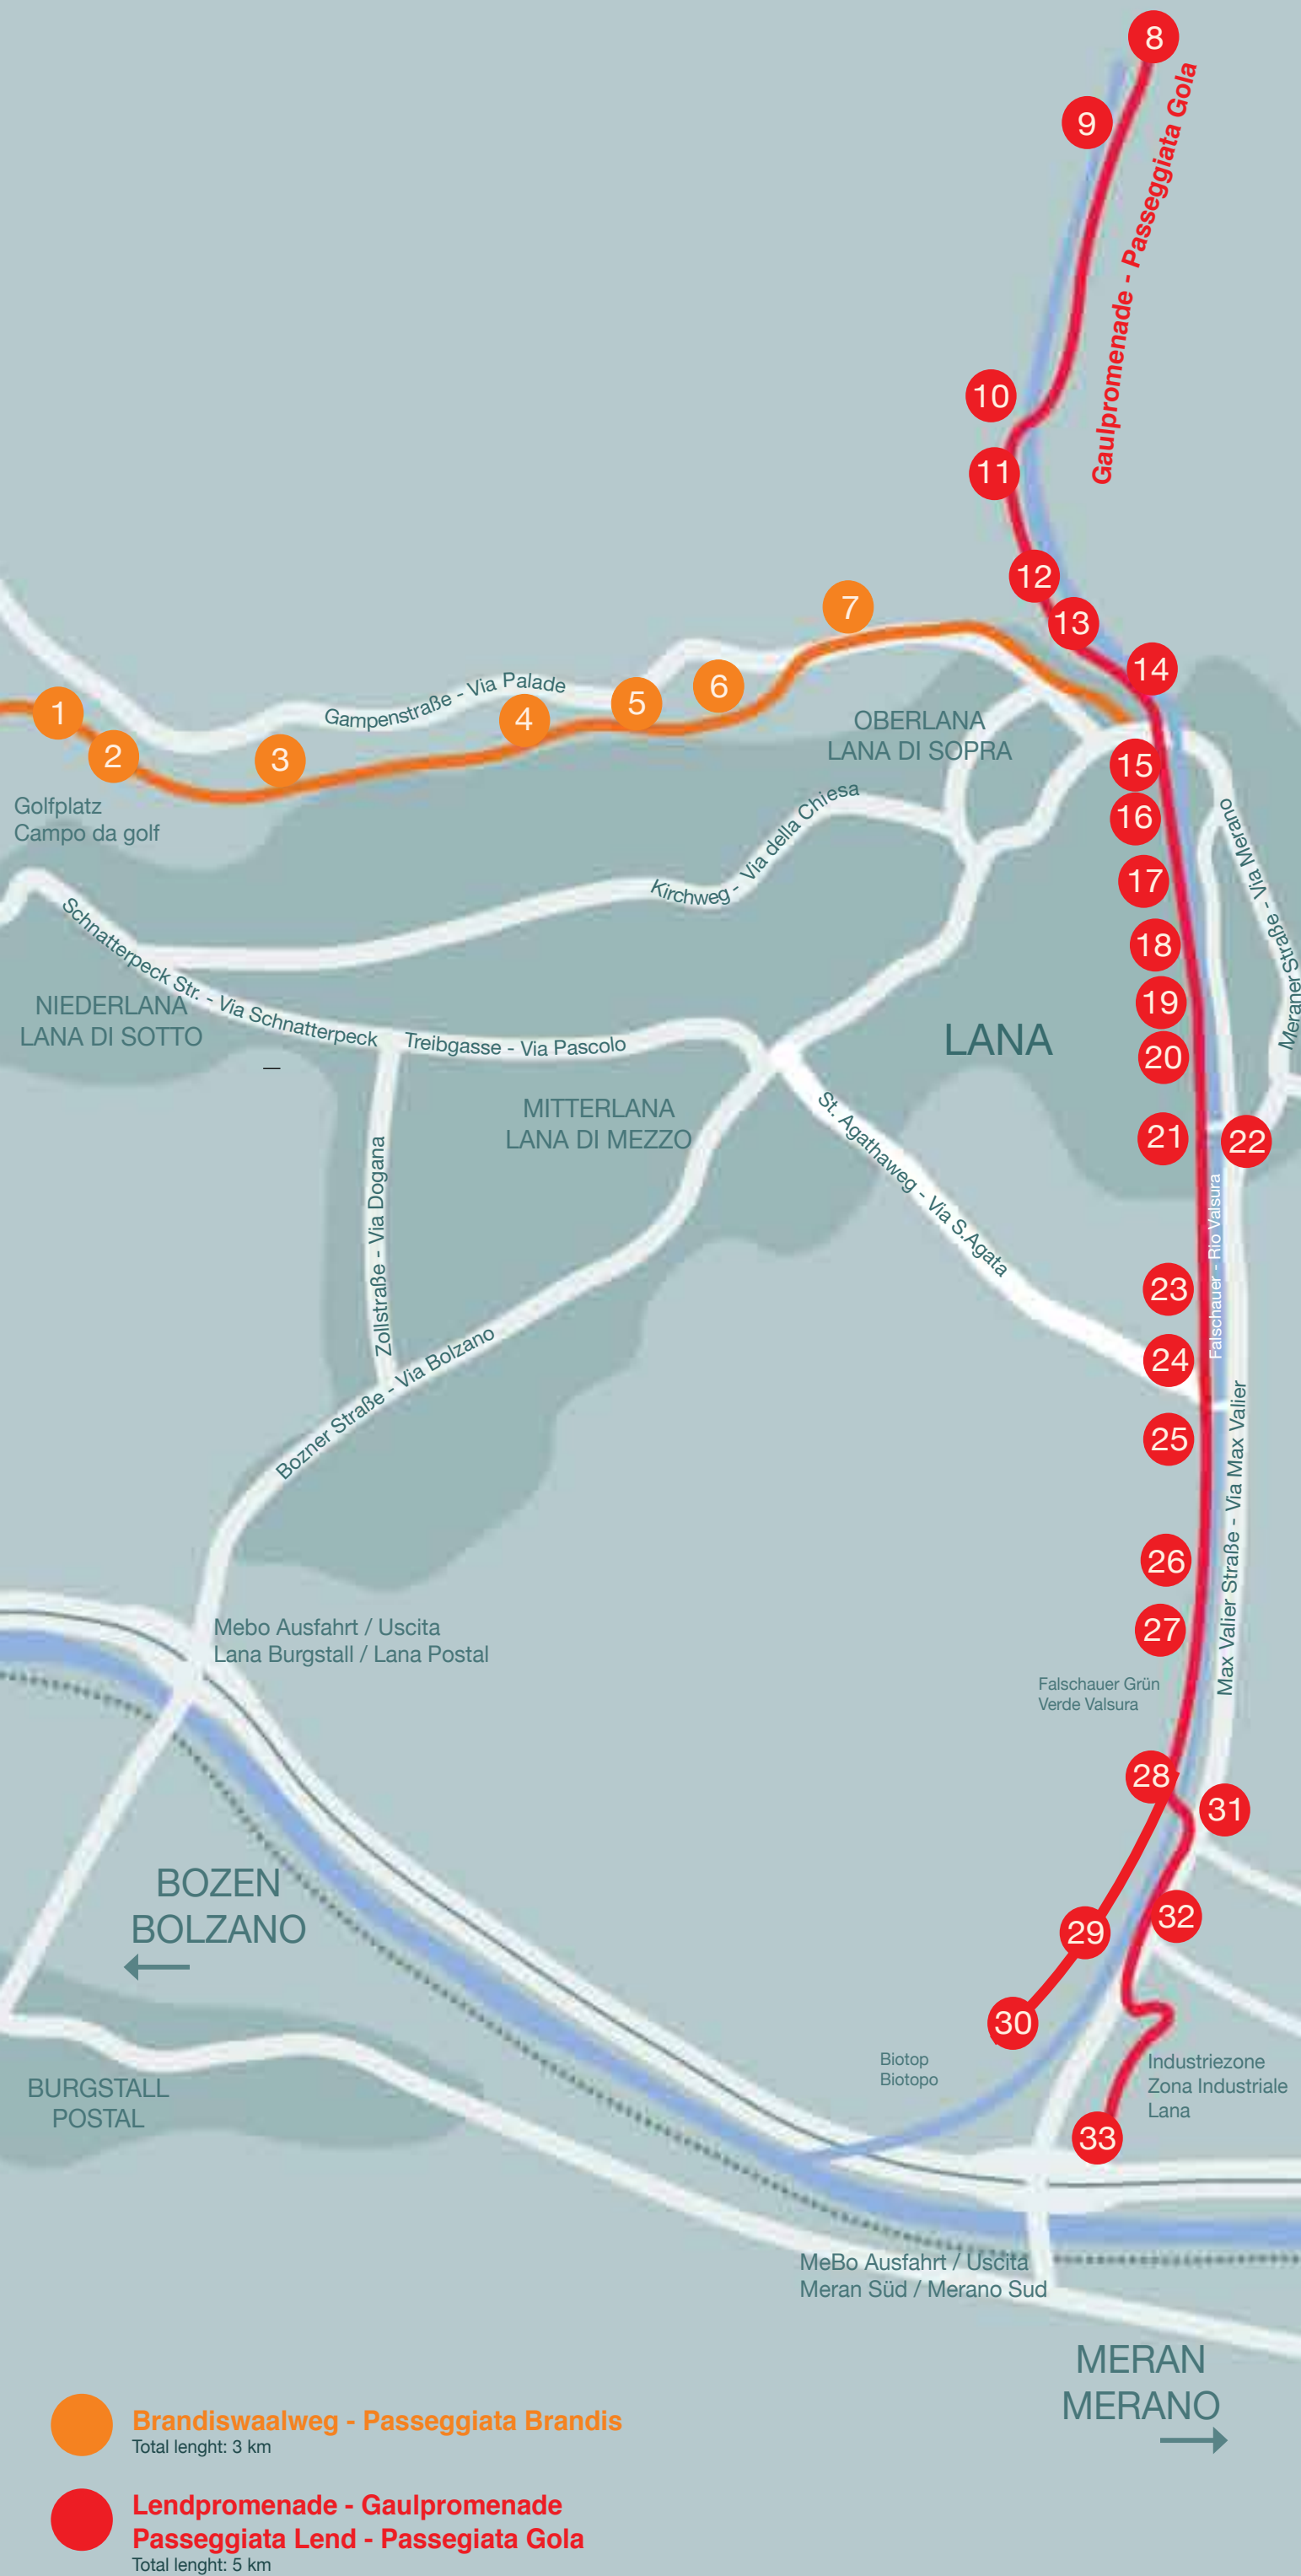 8
9
Gaulpromenade - Passeggiata Gola
10
11
12
13
7
14
6
5
4
1
2
3
Gampenstraße - Via Palade
OBERLANA
LANA DI SOPRA
15
16
17
18
19
20
21
22
Golfplatz
Campo da golf
Kirchweg - Via della Chiesa
Meraner Straße - Via Merano
Schnatterpeck Str. - Via Schnatterpeck
NIEDERLANA
LANA DI SOTTO
Treibgasse - Via Pascolo
LANA
MITTERLANA
LANA DI MEZZO
St. Agathaweg - Via S.Agata
Zollstraße - Via Dogana
Falschauer - Rio Valsura
23
24
25
26
27
Bozner Straße - Via Bolzano
Max Valier Straße - Via Max Valier
Mebo Ausfahrt / Uscita
Lana Burgstall / Lana Postal
Falschauer Grün
Verde Valsura
28
31
32
29
30
BOZEN
BOLZANO
Biotop
Biotopo
Industriezone
Zona Industriale
Lana
33
BURGSTALL
POSTAL
MeBo Ausfahrt / Uscita
Meran Süd / Merano Sud
MERAN
MERANO
Brandiswaalweg - Passeggiata Brandis
Total lenght: 3 km
Lendpromenade - Gaulpromenade
Passeggiata Lend - Passegiata Gola
Total lenght: 5 km